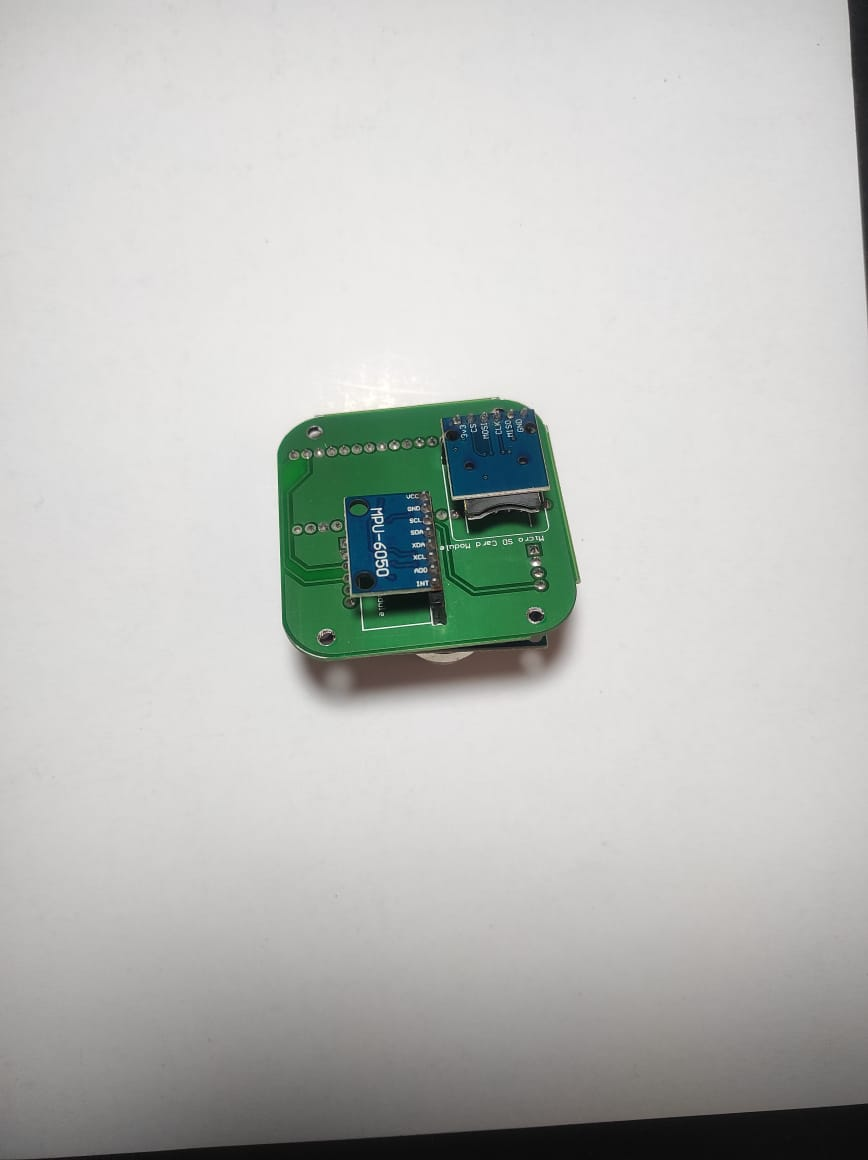 3v3
CS
MOSI
CLK
MISO
GND
Micro SD Card Module
MPU-6050
VCC
GND
SCL
SDA
XDA
XCL
ADO
INT